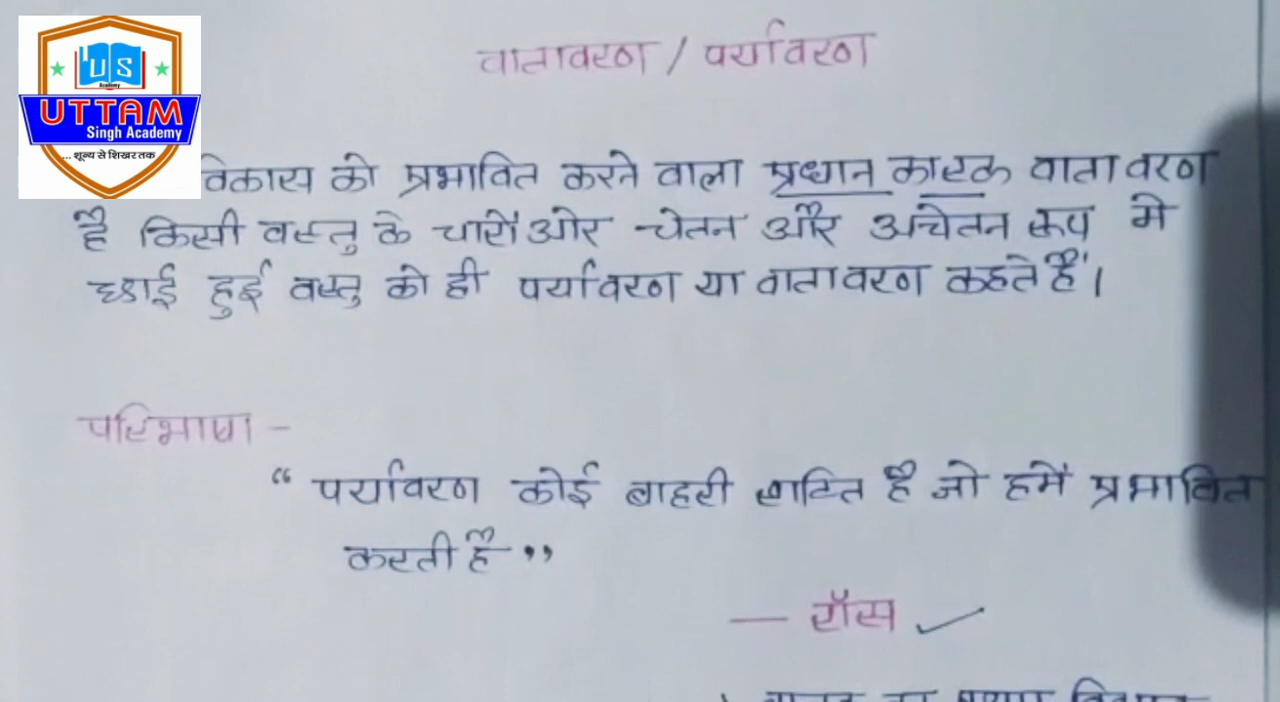 US
Academy
UTTAM
Singh Academy
... शून्य से शिखर तक
वातावरण / पर्यावरण
विकास को प्रभावित करने वाला प्रधान कारक वातावरण
है किसी वस्तु के चारों ओर चेतन और अचेतन रूप मे
छाई हुई वस्तु को ही पर्यावरण या वातावरण कहते हैं।
परिभाषा -
“ पर्यावरण कोई बाहरी शक्ति है जो हमें प्रभावित
करती है ”
— रॉस